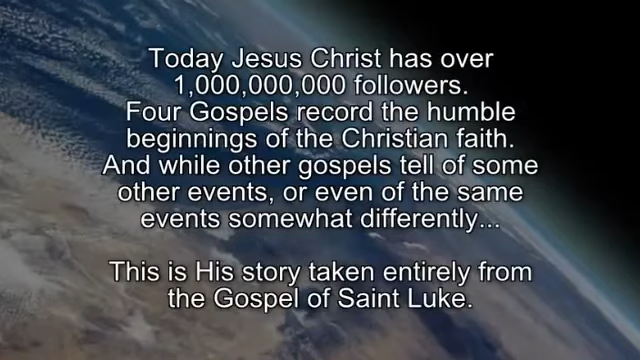 Today Jesus Christ has over
1,000,000,000 followers.
Four Gospels record the humble
beginnings of the Christian faith.
And while other gospels tell of some
other events, or even of the same
events somewhat differently...
This is His story taken entirely from
the Gospel of Saint Luke.